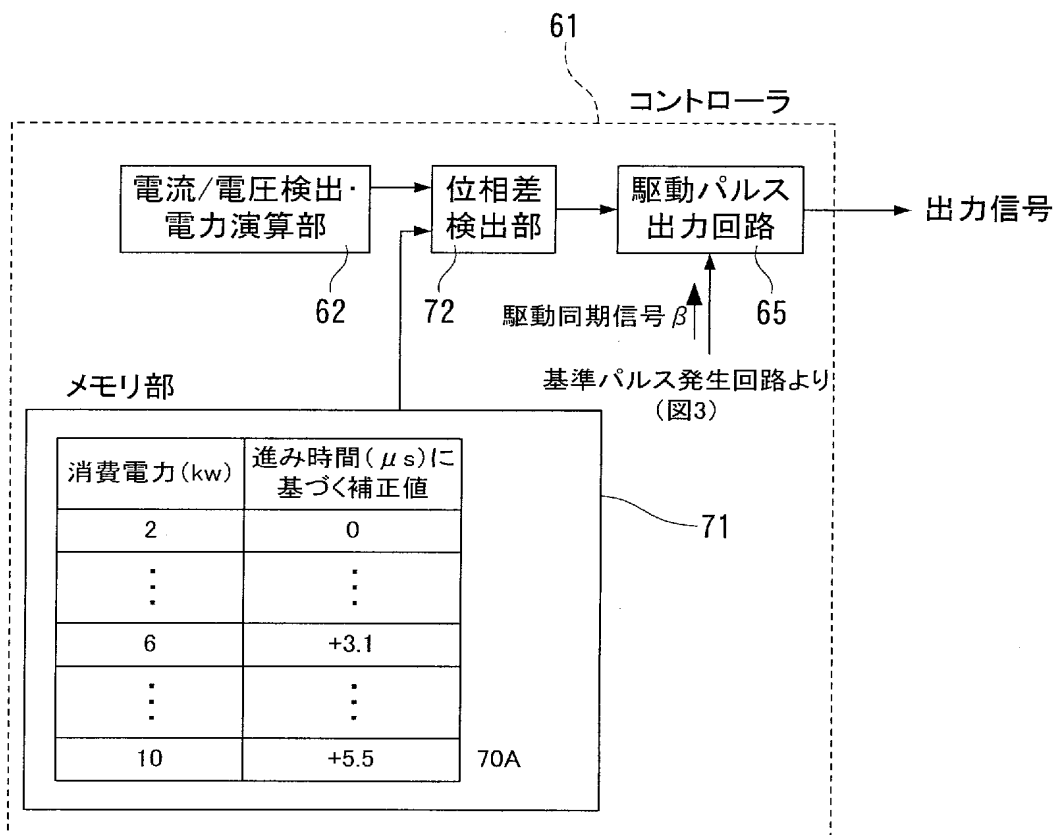 61
コントローラ
電流/電圧検出・
電力演算部
位相差
検出部
駆動パルス
出力回路
出力信号
62
72
駆動同期信号β
65
基準パルス発生回路より
(図3)
メモリ部
消費電力(kw)
進み時間(μs)に
基づく補正値
2
0
⋮
⋮
6
+3.1
⋮
⋮
10
+5.5
70A
71